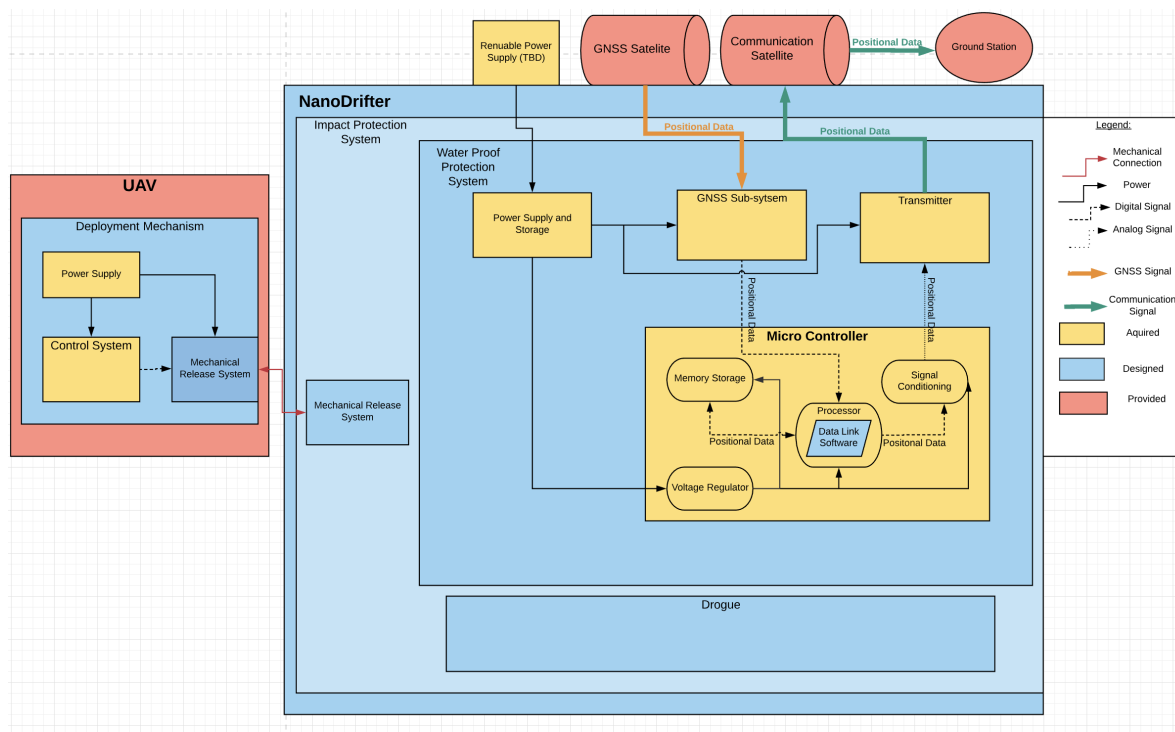 Renuable Power
Supply (TBD)
GNSS Satelite
Communication
Satellite
Positional Data
Ground Station
NanoDrifter
Impact Protection
System
Positional Data
Positional Data
Legend:
Mechanical
Connection
Power
Digital Signal
Analog Signal
GNSS Signal
Communication
Signal
Aquired
Designed
Provided
Water Proof
Protection
System
UAV
Deployment Mechanism
Power Supply
Control System
Mechanical
Release System
Mechanical Release
System
Power Supply and
Storage
GNSS Sub-sytsem
Transmitter
Positional Data
Positional Data
Micro Controller
Memory Storage
Signal
Conditioning
Processor
Data Link
Software
Positional Data
Positonal Data
Voltage Regulator
Drogue